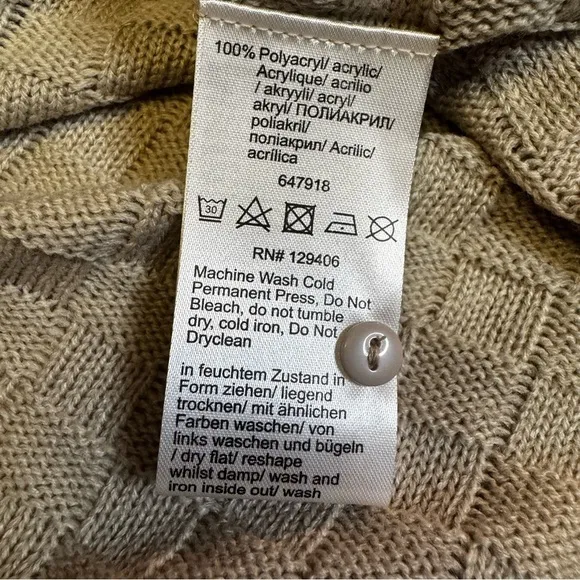 100% Polyacryl/ acrylic/
Acrylique/ acrilio
/ akryyli/ acryl/
akryl/ ПОЛИАКРИЛ/
poliakril/
поліакрил/ Acrilic/
acrílica
647918
30
RN# 129406
Machine Wash Cold
Permanent Press, Do Not
Bleach, do not tumble
dry, cold iron, Do Not
Dryclean
in feuchtem Zustand in
Form ziehen/ liegend
trocknen/ mit ähnlichen
Farben waschen/ von
links waschen und bügeln
/ dry flat/ reshape
whilst damp/ wash and
iron inside out/ wash